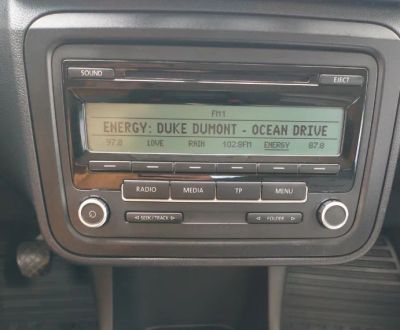 SOUND
EJECT
FM1
ENERGY: DUKE DUMONT - OCEAN DRIVE
97.0 LOVE RAIN 102.8FM ENERGY 87.8
RADIO MEDIA TP MENU
SEEK/TRACK FOLDER